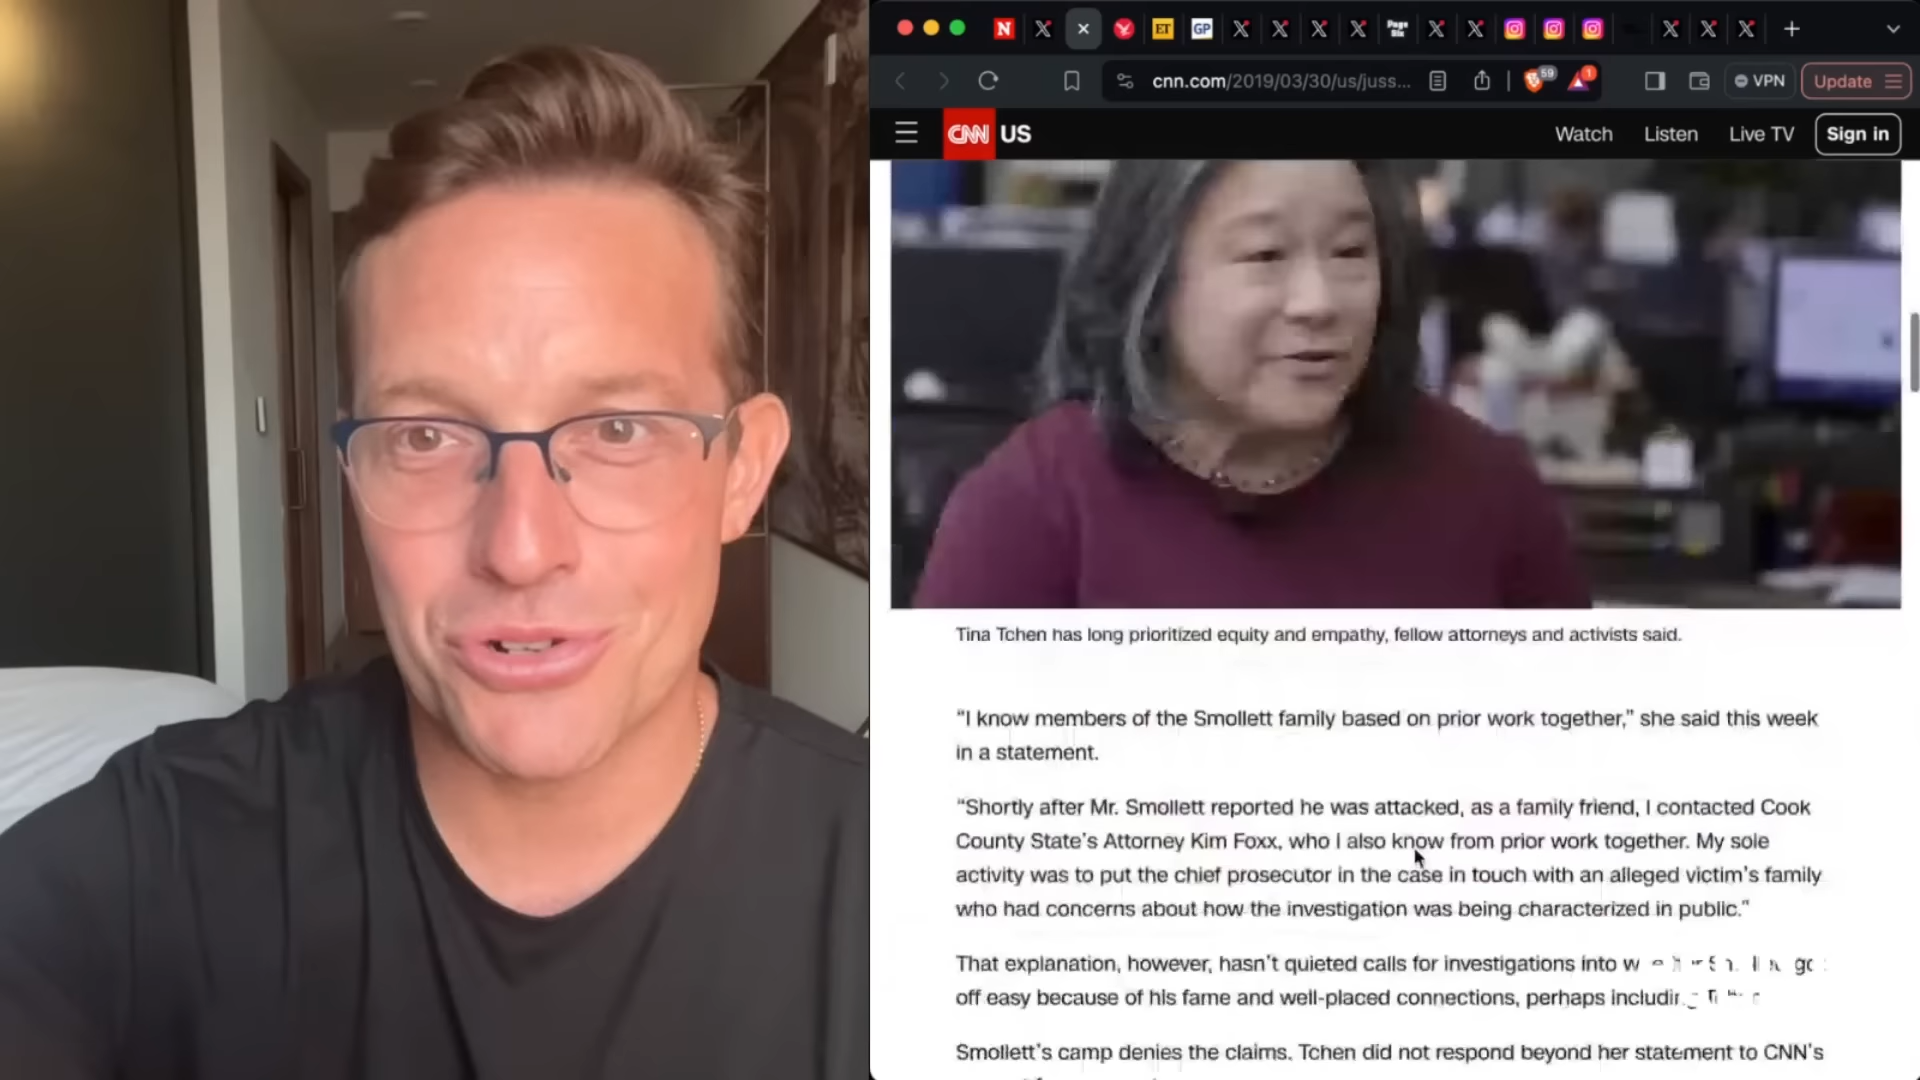 N
ET
GP
Page
Six
cnn.com/2019/03/30/us/juss...
59
1
VPN
Update
CNN US
Watch
Listen
Live TV
Sign in
Tina Tchen has long prioritized equity and empathy, fellow attorneys and activists said.
“I know members of the Smollett family based on prior work together,” she said this week
in a statement.
“Shortly after Mr. Smollett reported he was attacked, as a family friend, I contacted Cook
County State’s Attorney Kim Foxx, who I also know from prior work together. My sole
activity was to put the chief prosecutor in the case in touch with an alleged victim’s family
who had concerns about how the investigation was being characterized in public.”
That explanation, however, hasn’t quieted calls for investigations into
off easy because of his fame and well-placed connections, perhaps
Smollett’s camp denies the claims. Tchen did not respond beyond her statement to CNN’s